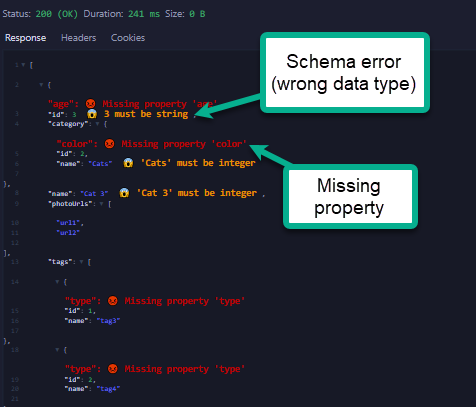 Status: 200 (OK) Duration: 241 ms Size: 0 B
Response Headers Cookies
1 [
{
"age": 😡 Missing property 'age'
3 "id": 3 😱 3 must be string ,
4 "category": {
"color": 😡 Missing property 'color'
5 "id": 2,
6 "name": "Cats" 😱 'Cats' must be integer
7
},
8 "name": "Cat 3" 😱 'Cat 3' must be integer ,
9 "photoUrls": [
10 "url1",
11 "url2"
12
],
13 "tags": [
14 {
"type": 😡 Missing property 'type'
15 "id": 1,
16 "name": "tag3"
17
},
18 {
"type": 😡 Missing property 'type'
19 "id": 2,
20 "name": "tag4"
21
Schema error
(wrong data type)
Missing
property